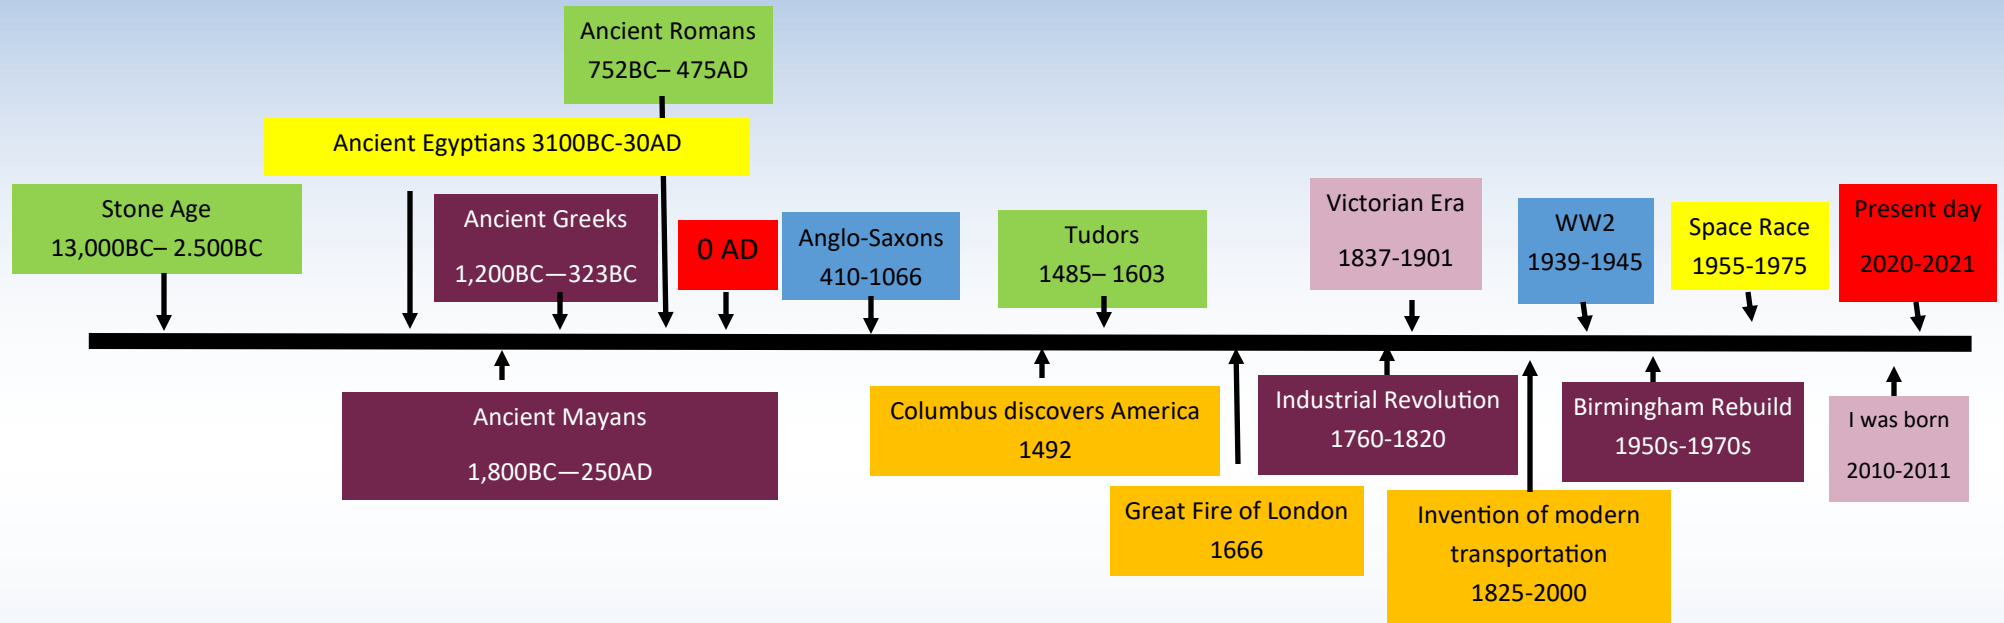 Ancient Romans
752BC– 475AD
Ancient Egyptians 3100BC-30AD
Stone Age
13,000BC– 2.500BC
Ancient Greeks
1,200BC—323BC
0 AD
Anglo-Saxons
410-1066
Tudors
1485– 1603
Victorian Era
1837-1901
WW2
1939-1945
Space Race
1955-1975
Present day
2020-2021
Ancient Mayans
1,800BC—250AD
Columbus discovers America
1492
Great Fire of London
1666
Industrial Revolution
1760-1820
Invention of modern
transportation
1825-2000
Birmingham Rebuild
1950s-1970s
I was born
2010-2011